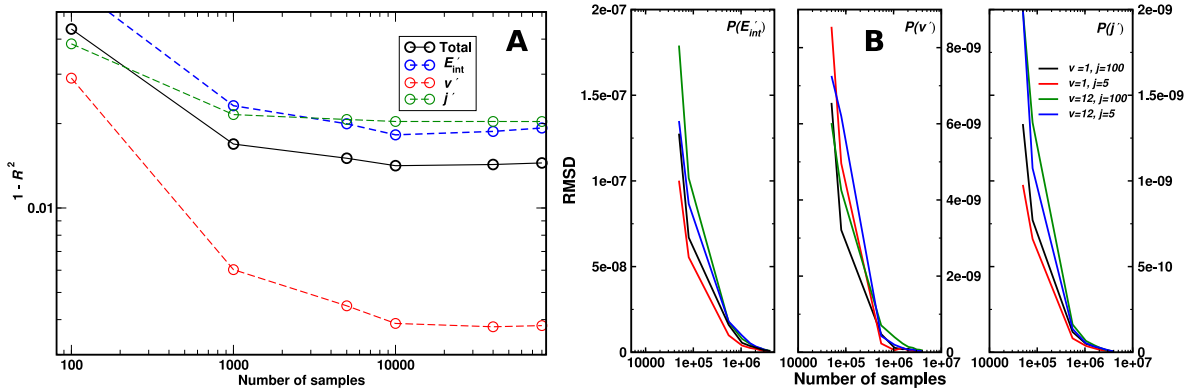 A
Total
E´int
v´
j´
1 - R²
0.01
100
1000
10000
Number of samples
B
RMSD
2e-07
1.5e-07
1e-07
5e-08
0
P(E´int)
P(v´)
P(j´)
8e-09
6e-09
4e-09
2e-09
0
2e-09
1.5e-09
1e-09
5e-10
0
v=1, j=100
v=1, j=5
v=12, j=100
v=12, j=5
10000 1e+05 1e+06
10000 1e+05 1e+06 1e+07
10000 1e+05 1e+06 1e+07
Number of samples